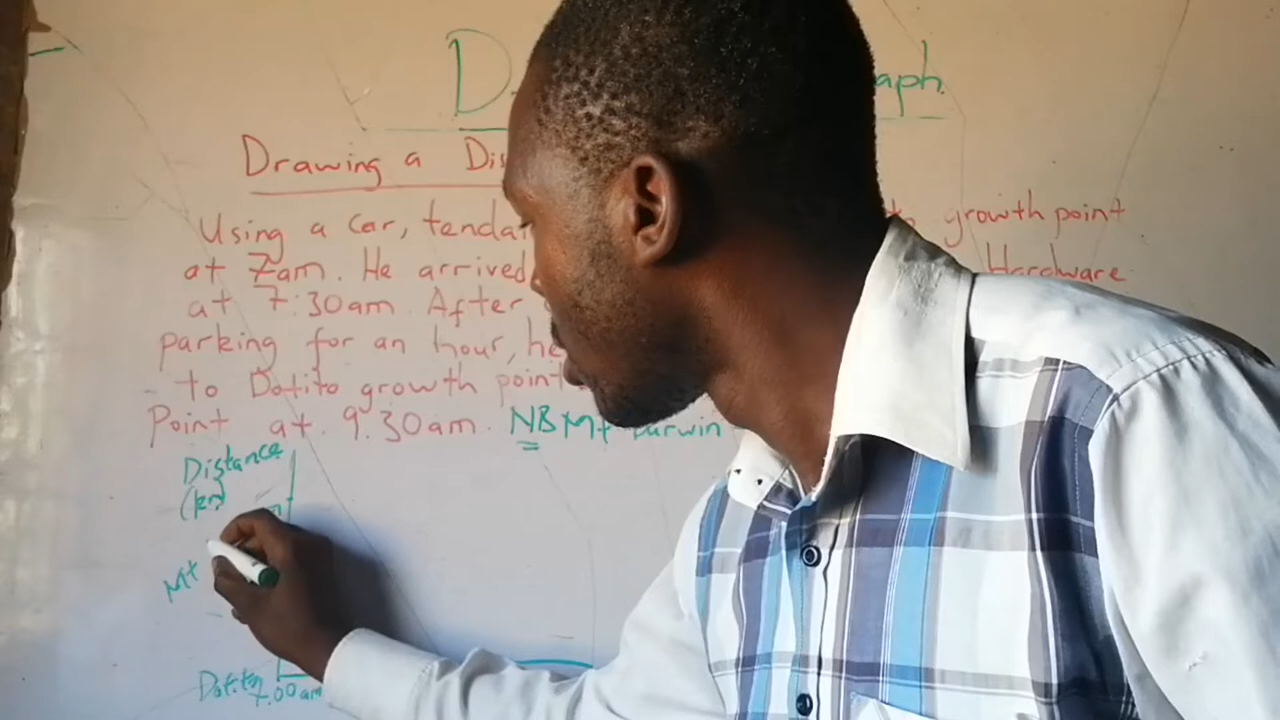 D aph
Drawing a Dis
Using a car, tenda to growth point
at 7am. He arrived Hardware
at 7:30am. After
parking for an hour, he
- to Dotito growth point
Point at 9.30am. NB Mt Darwin
Distance
(km)
Mt
Dotito 7.00am